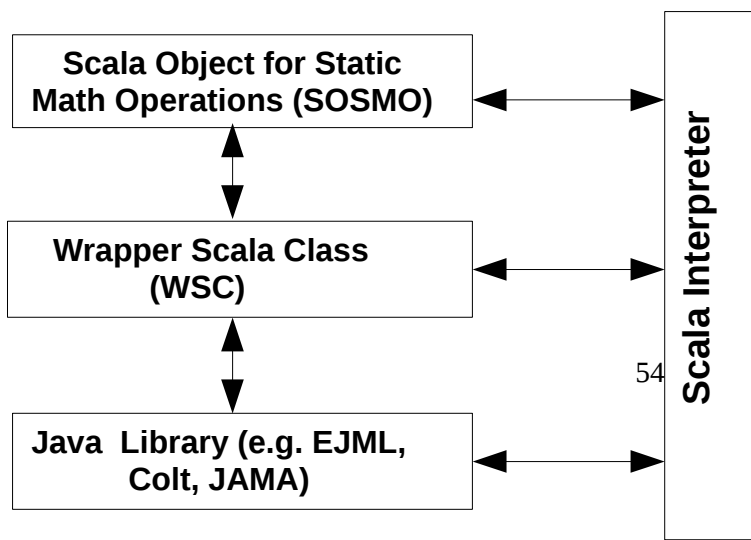 Scala Object for Static
Math Operations (SOSMO)
Wrapper Scala Class
(WSC)
Java Library (e.g. EJML,
Colt, JAMA)
54
Scala Interpreter